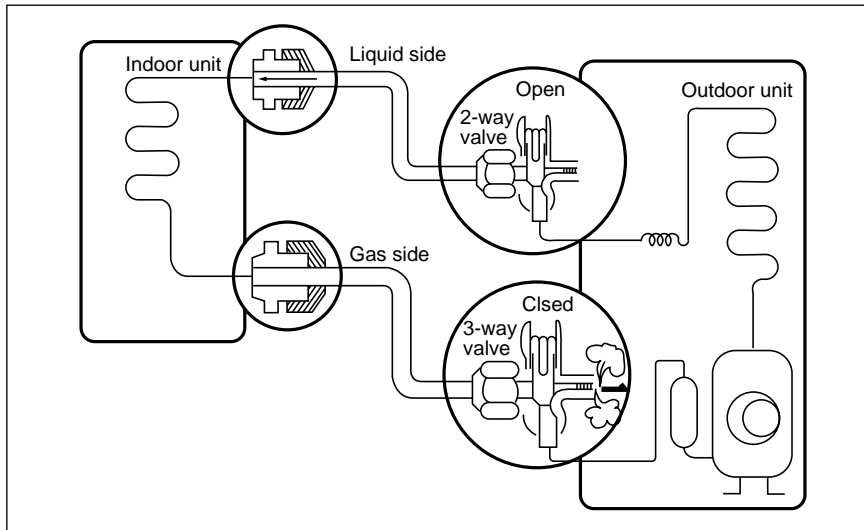 Indoor unit
Liquid side
Open
2-way
valve
Outdoor unit
Gas side
Clsed
3-way
valve